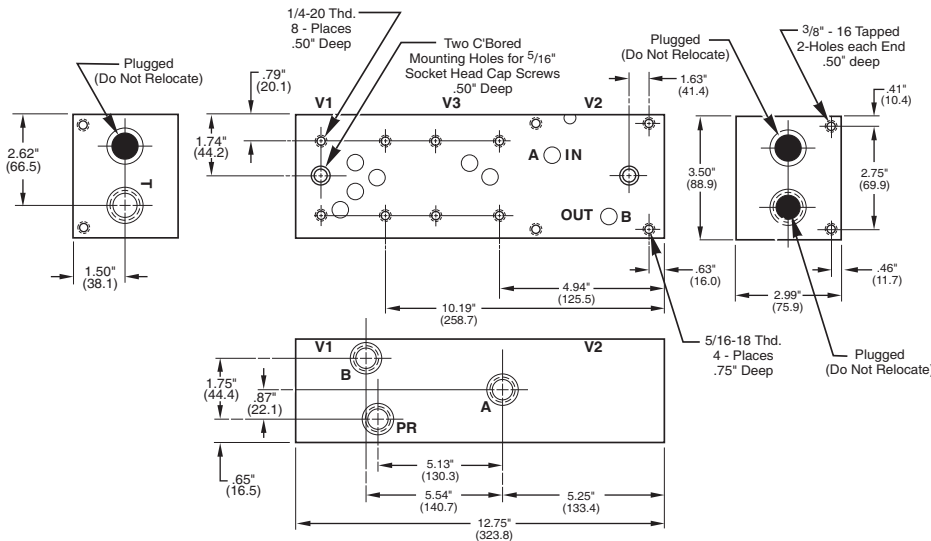 1/4-20 Thd.
8 - Places
.50" Deep
Two C'Bored
Mounting Holes for 5/16"
Socket Head Cap Screws
.50" Deep
Plugged
(Do Not Relocate)
3/8" - 16 Tapped
2-Holes each End
.50" deep
Plugged
(Do Not Relocate)
.79"
(20.1)
1.63"
(41.4)
.41"
(10.4)
V1
V3
V2
2.62"
(66.5)
1.74"
(44.2)
T
A
IN
OUT
B
3.50"
(88.9)
2.75"
(69.9)
1.50"
(38.1)
.63"
(16.0)
.46"
(11.7)
4.94"
(125.5)
10.19"
(258.7)
2.99"
(75.9)
5/16-18 Thd.
4 - Places
.75" Deep
Plugged
(Do Not Relocate)
V1
V2
B
A
PR
1.75"
(44.4)
.87"
(22.1)
.65"
(16.5)
5.13"
(130.3)
5.54"
(140.7)
5.25"
(133.4)
12.75"
(323.8)